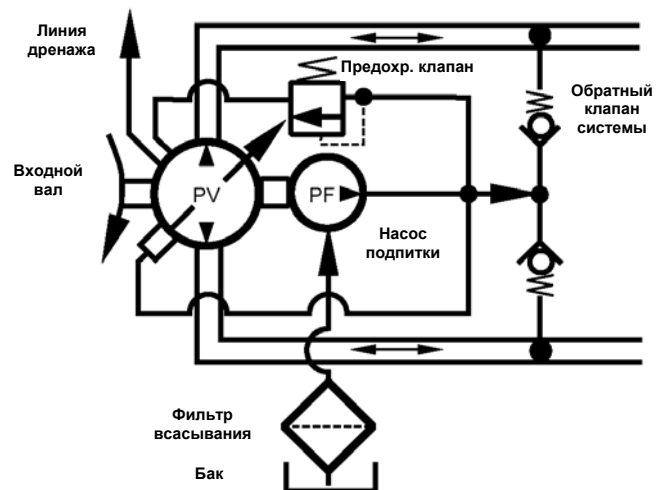 Линия
дренажа
Предохр. клапан
Обратный
клапан
системы
Входной
вал
PV
PF
Насос
подпитки
Фильтр
всасывания
Бак